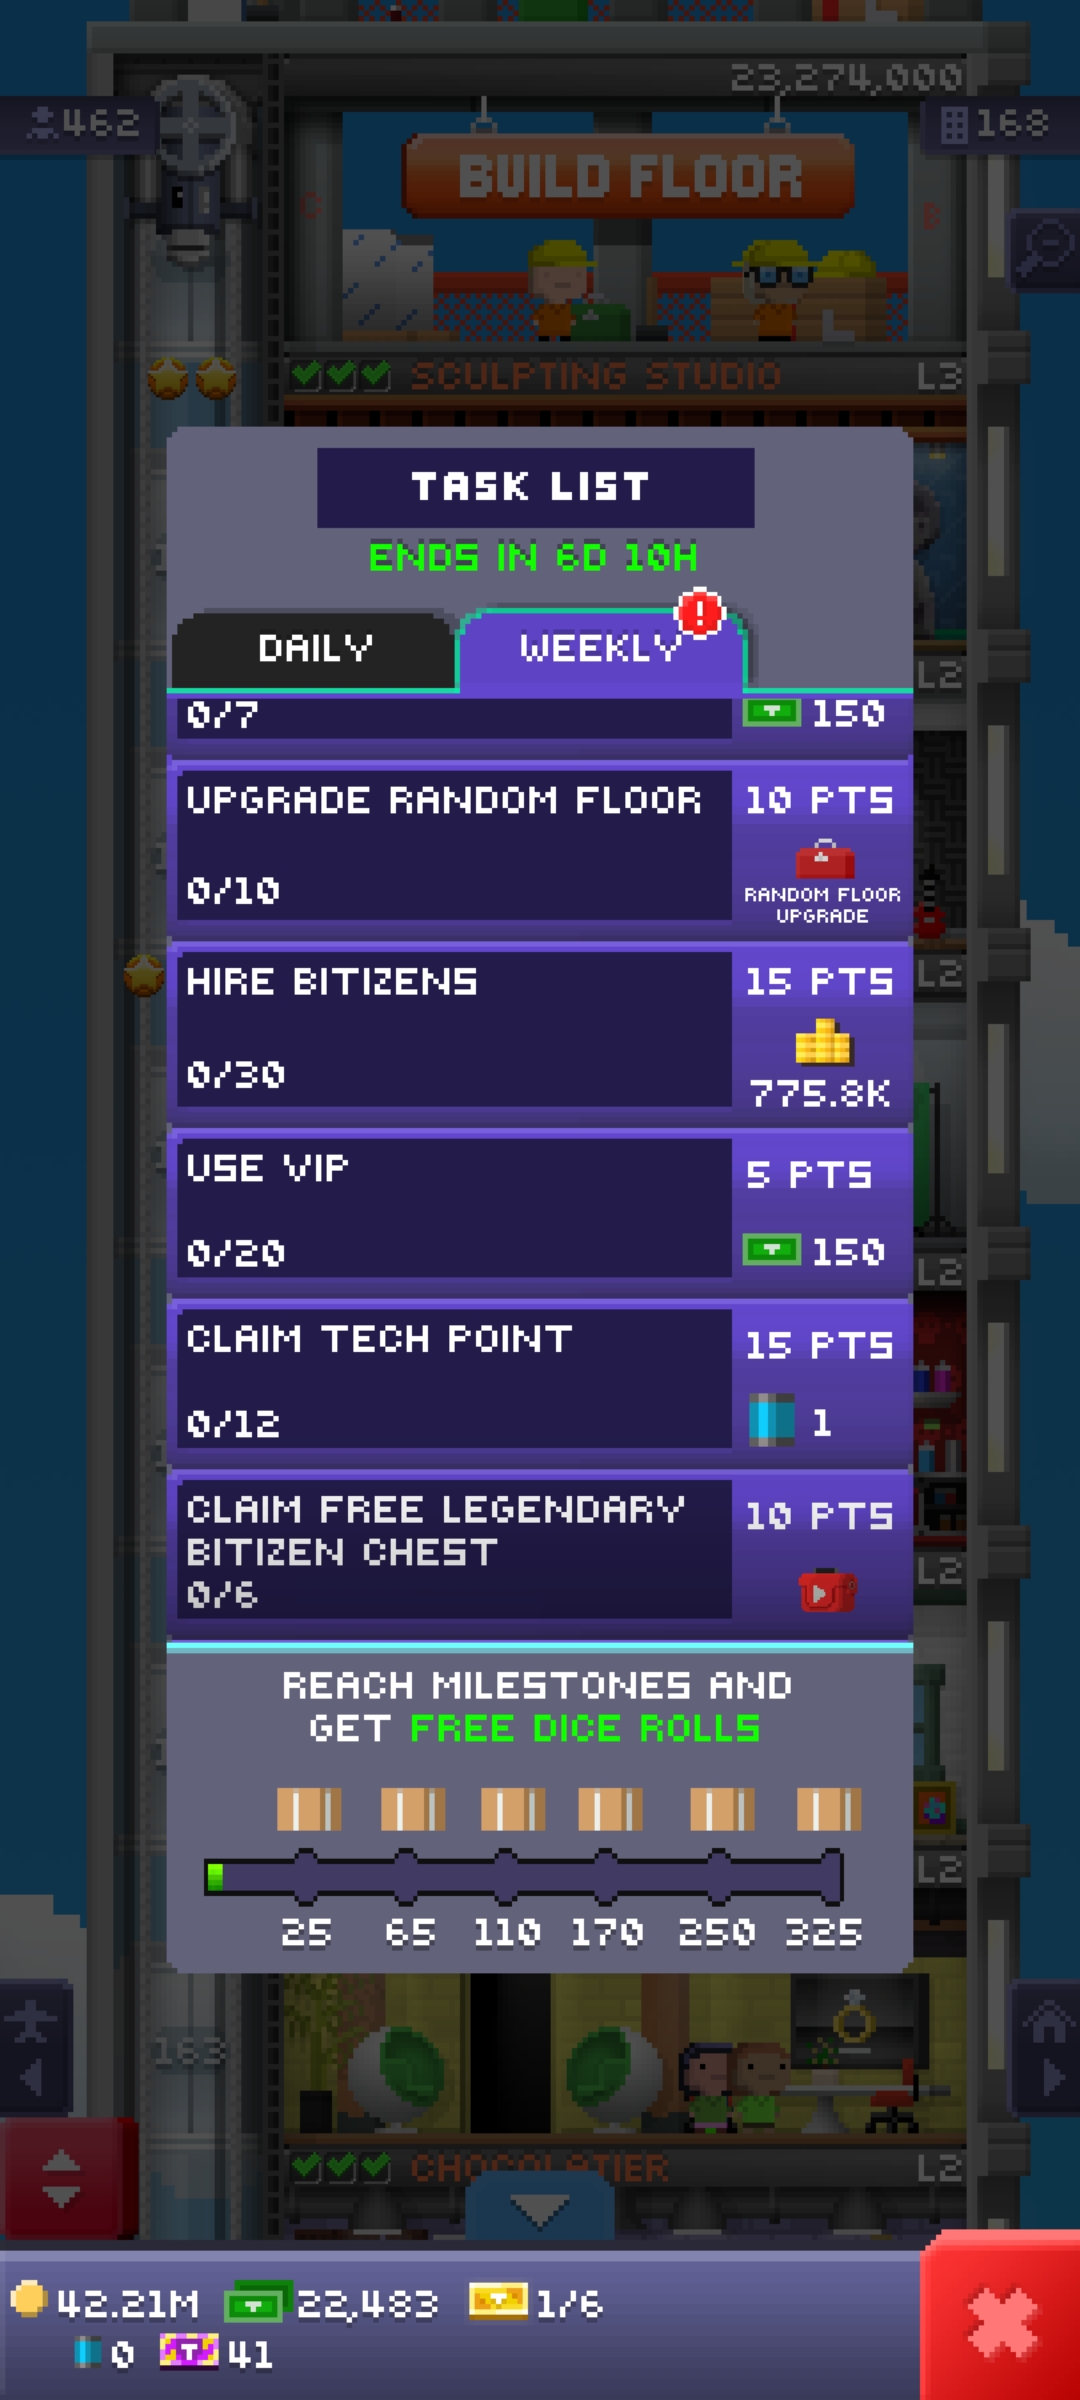 23,274,000
462
168
BUILD FLOOR
C
B
SCULPTING STUDIO
L3
TASK LIST
ENDS IN 6D 10H
DAILY
WEEKLY
!
L2
0/7
150
UPGRADE RANDOM FLOOR
10 PTS
0/10
RANDOM FLOOR
UPGRADE
HIRE BITIZENS
15 PTS
L2
0/30
775.8K
USE VIP
5 PTS
0/20
150
L2
CLAIM TECH POINT
15 PTS
0/12
1
CLAIM FREE LEGENDARY
10 PTS
BITIZEN CHEST
L2
0/6
REACH MILESTONES AND
GET FREE DICE ROLLS
L2
25 65 110 170 250 325
163
CHOCOLATIER
L2
42.21M 22,483 1/6
0 41